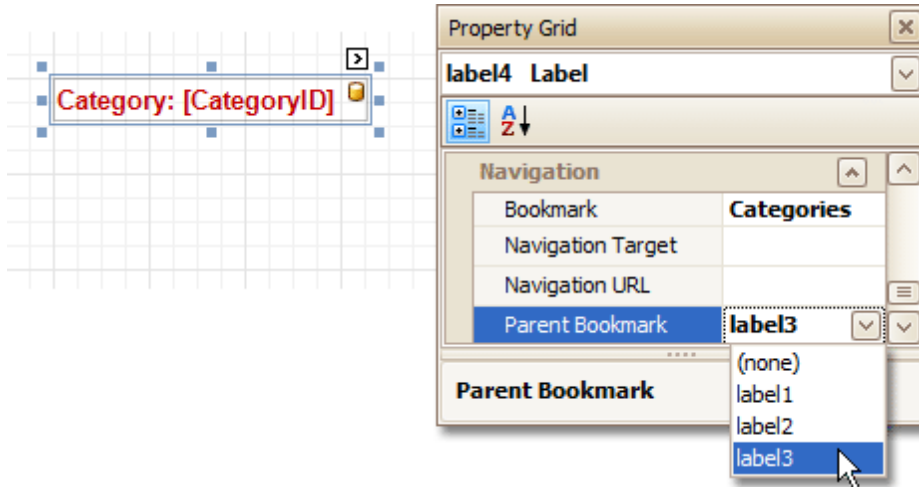 Category: [CategoryID]
Property Grid
label4 Label
A
Z
Navigation
Bookmark Categories
Navigation Target
Navigation URL
Parent Bookmark label3
(none)
Parent Bookmark
label1
label2
label3